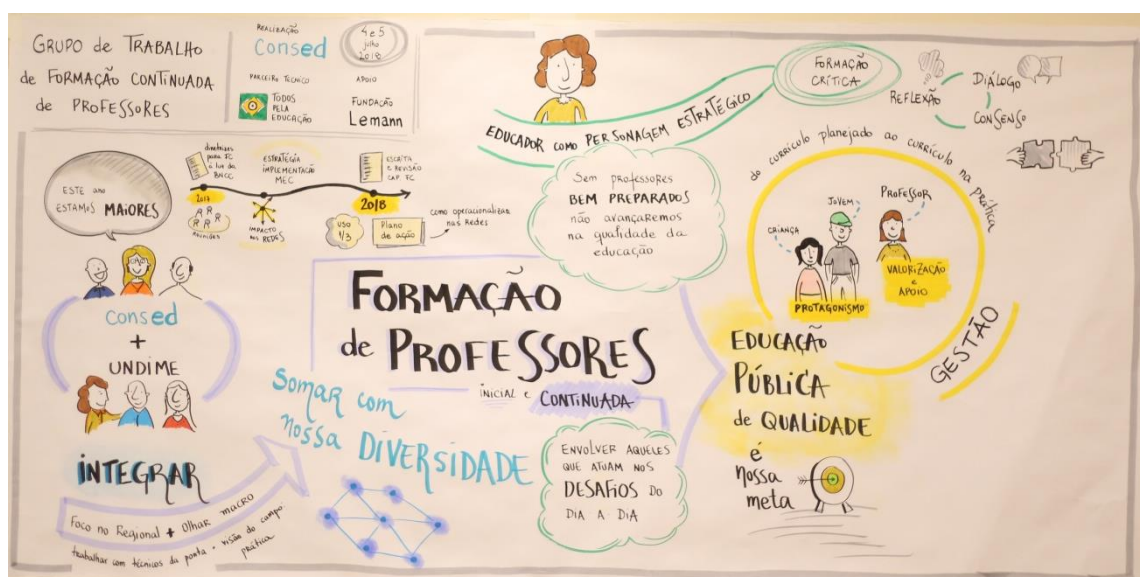 GRUPO de TRABALHO
de FORMAÇÃO CONTINUADA
de PROFESSORES
REALIZAÇÃO
Consed
4 e 5
julho
2018
PARCEIRO TÉCNICO
TODOS
PELA
EDUCAÇÃO
APOIO
FUNDAÇÃO
Lemann
ESTE ano
ESTAMOS MAIORES
diretrizes
para FC
à luz da
BNCC
2017
R R
R R R
REUNIÕES
ESTRATÉGIA
IMPLEMENTAÇÃO
MEC
IMPACTO
nas REDES
ESCRITA
e REVISÃO
CAP. FC
2018
USO
1/3
Plano
de ação
como operacionalizar
nas Redes
Consed
+
UNDIME
INTEGRAR
Foco no Regional + Olhar macro
trabalhar com técnicos da ponta + visão do campo
prática
FORMAÇÃO
de PROFESSORES
INICIAL e CONTINUADA
Somar com
nossa DIVERSIDADE
EDUCADOR COMO PERSONAGEM ESTRATÉGICO
Sem professores
BEM PREPARADOS
não avançaremos
na qualidade da
educação
ENVOLVER AQUELES
QUE ATUAM NOS
DESAFIOS DO
DIA A DIA
FORMAÇÃO
CRÍTICA
REFLEXÃO
DIÁLOGO
CONSENSO
do currículo planejado ao currículo na prática
CRIANÇA
JOVEM
PROFESSOR
PROTAGONISMO
VALORIZAÇÃO
e
APOIO
GESTÃO
EDUCAÇÃO
PÚBLICA
de QUALIDADE
é
nossa
meta